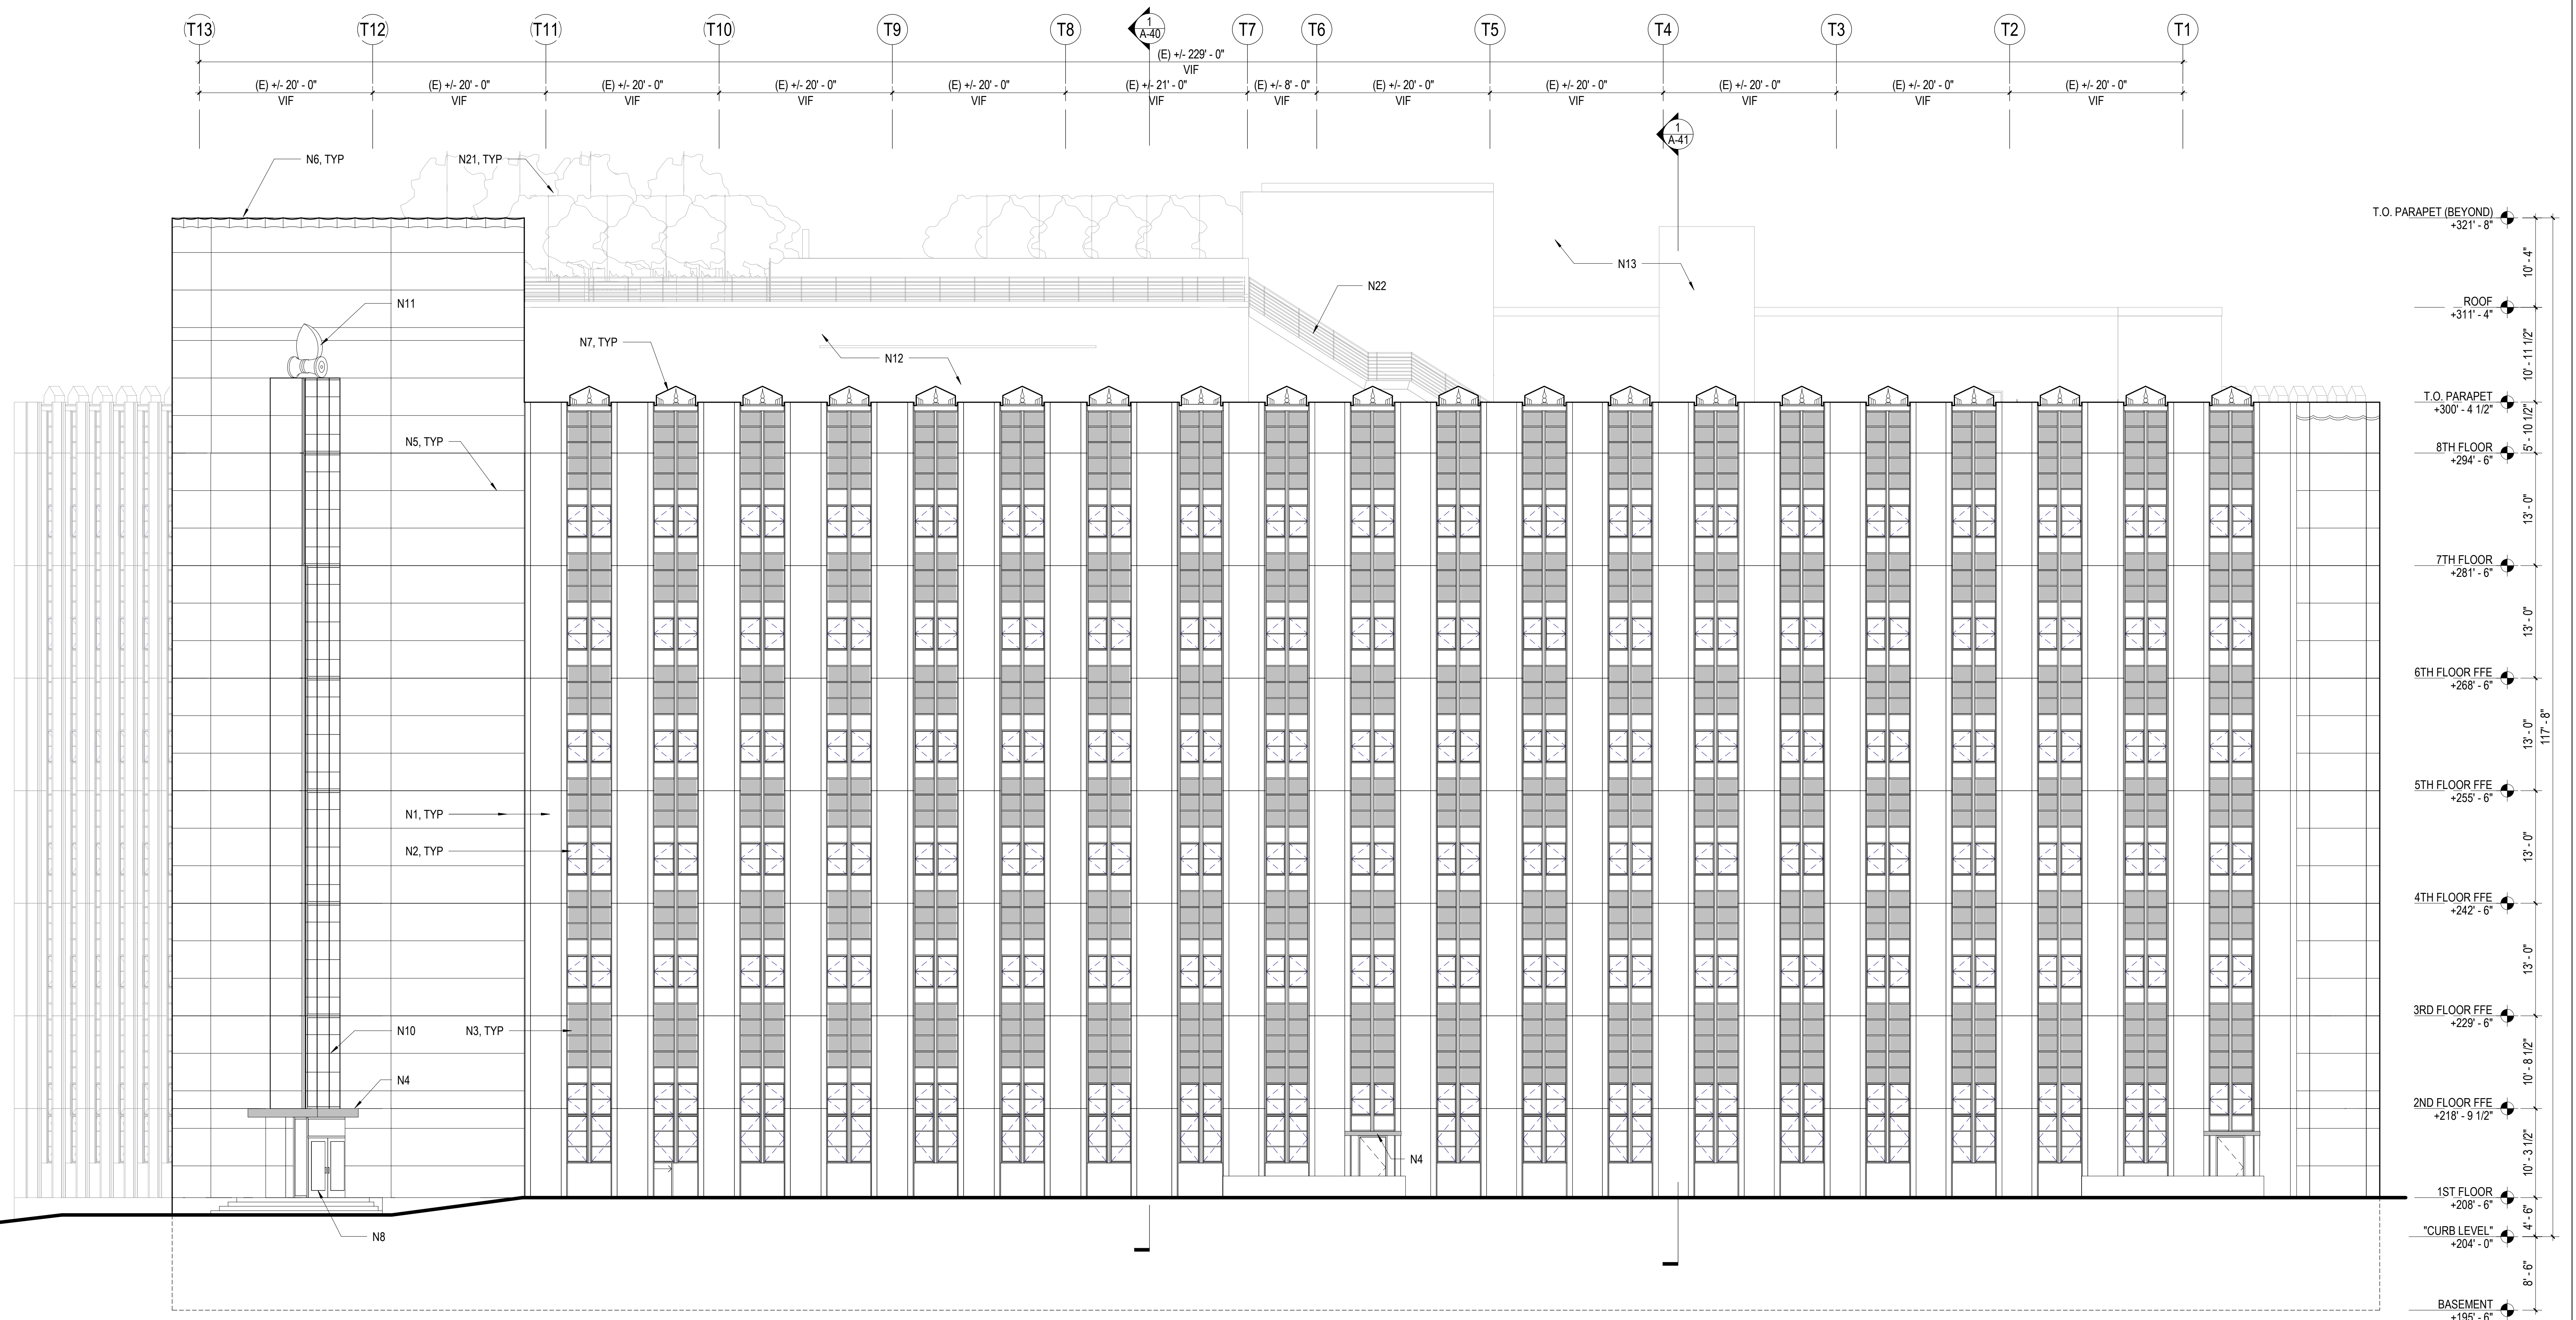 T13 T12 T11 T10 T9 T8 1 T7 T6 T5 T4 T3 T2 T1
A-40
(E) +/- 229' - 0"
VIF
(E) +/- 20' - 0" (E) +/- 20' - 0" (E) +/- 20' - 0" (E) +/- 20' - 0" (E) +/- 20' - 0" (E) +/- 21' - 0" (E) +/- 8' - 0" (E) +/- 20' - 0" (E) +/- 20' - 0" (E) +/- 20' - 0" (E) +/- 20' - 0" (E) +/- 20' - 0"
VIF VIF VIF VIF VIF VIF VIF VIF VIF VIF VIF VIF
1
A-41
N6, TYP
N21, TYP
N13
N22
N11
N7, TYP
N12
N5, TYP
N1, TYP
N2, TYP
N3, TYP
N10
N4
N4
N8
T.O. PARAPET (BEYOND)
+321' - 8"
10' - 4"
ROOF
+311' - 4"
10' - 11 1/2"
T.O. PARAPET
+300' - 4 1/2"
5' - 10 1/2"
8TH FLOOR
+294' - 6"
13' - 0"
7TH FLOOR
+281' - 6"
13' - 0"
6TH FLOOR FFE
+268' - 6"
13' - 0"
117' - 8"
5TH FLOOR FFE
+255' - 6"
13' - 0"
4TH FLOOR FFE
+242' - 6"
13' - 0"
3RD FLOOR FFE
+229' - 6"
10' - 8 1/2"
2ND FLOOR FFE
+218' - 9 1/2"
10' - 3 1/2"
1ST FLOOR
+208' - 6"
4' - 6"
"CURB LEVEL"
+204' - 0"
8' - 6"
BASEMENT
+195' - 6"